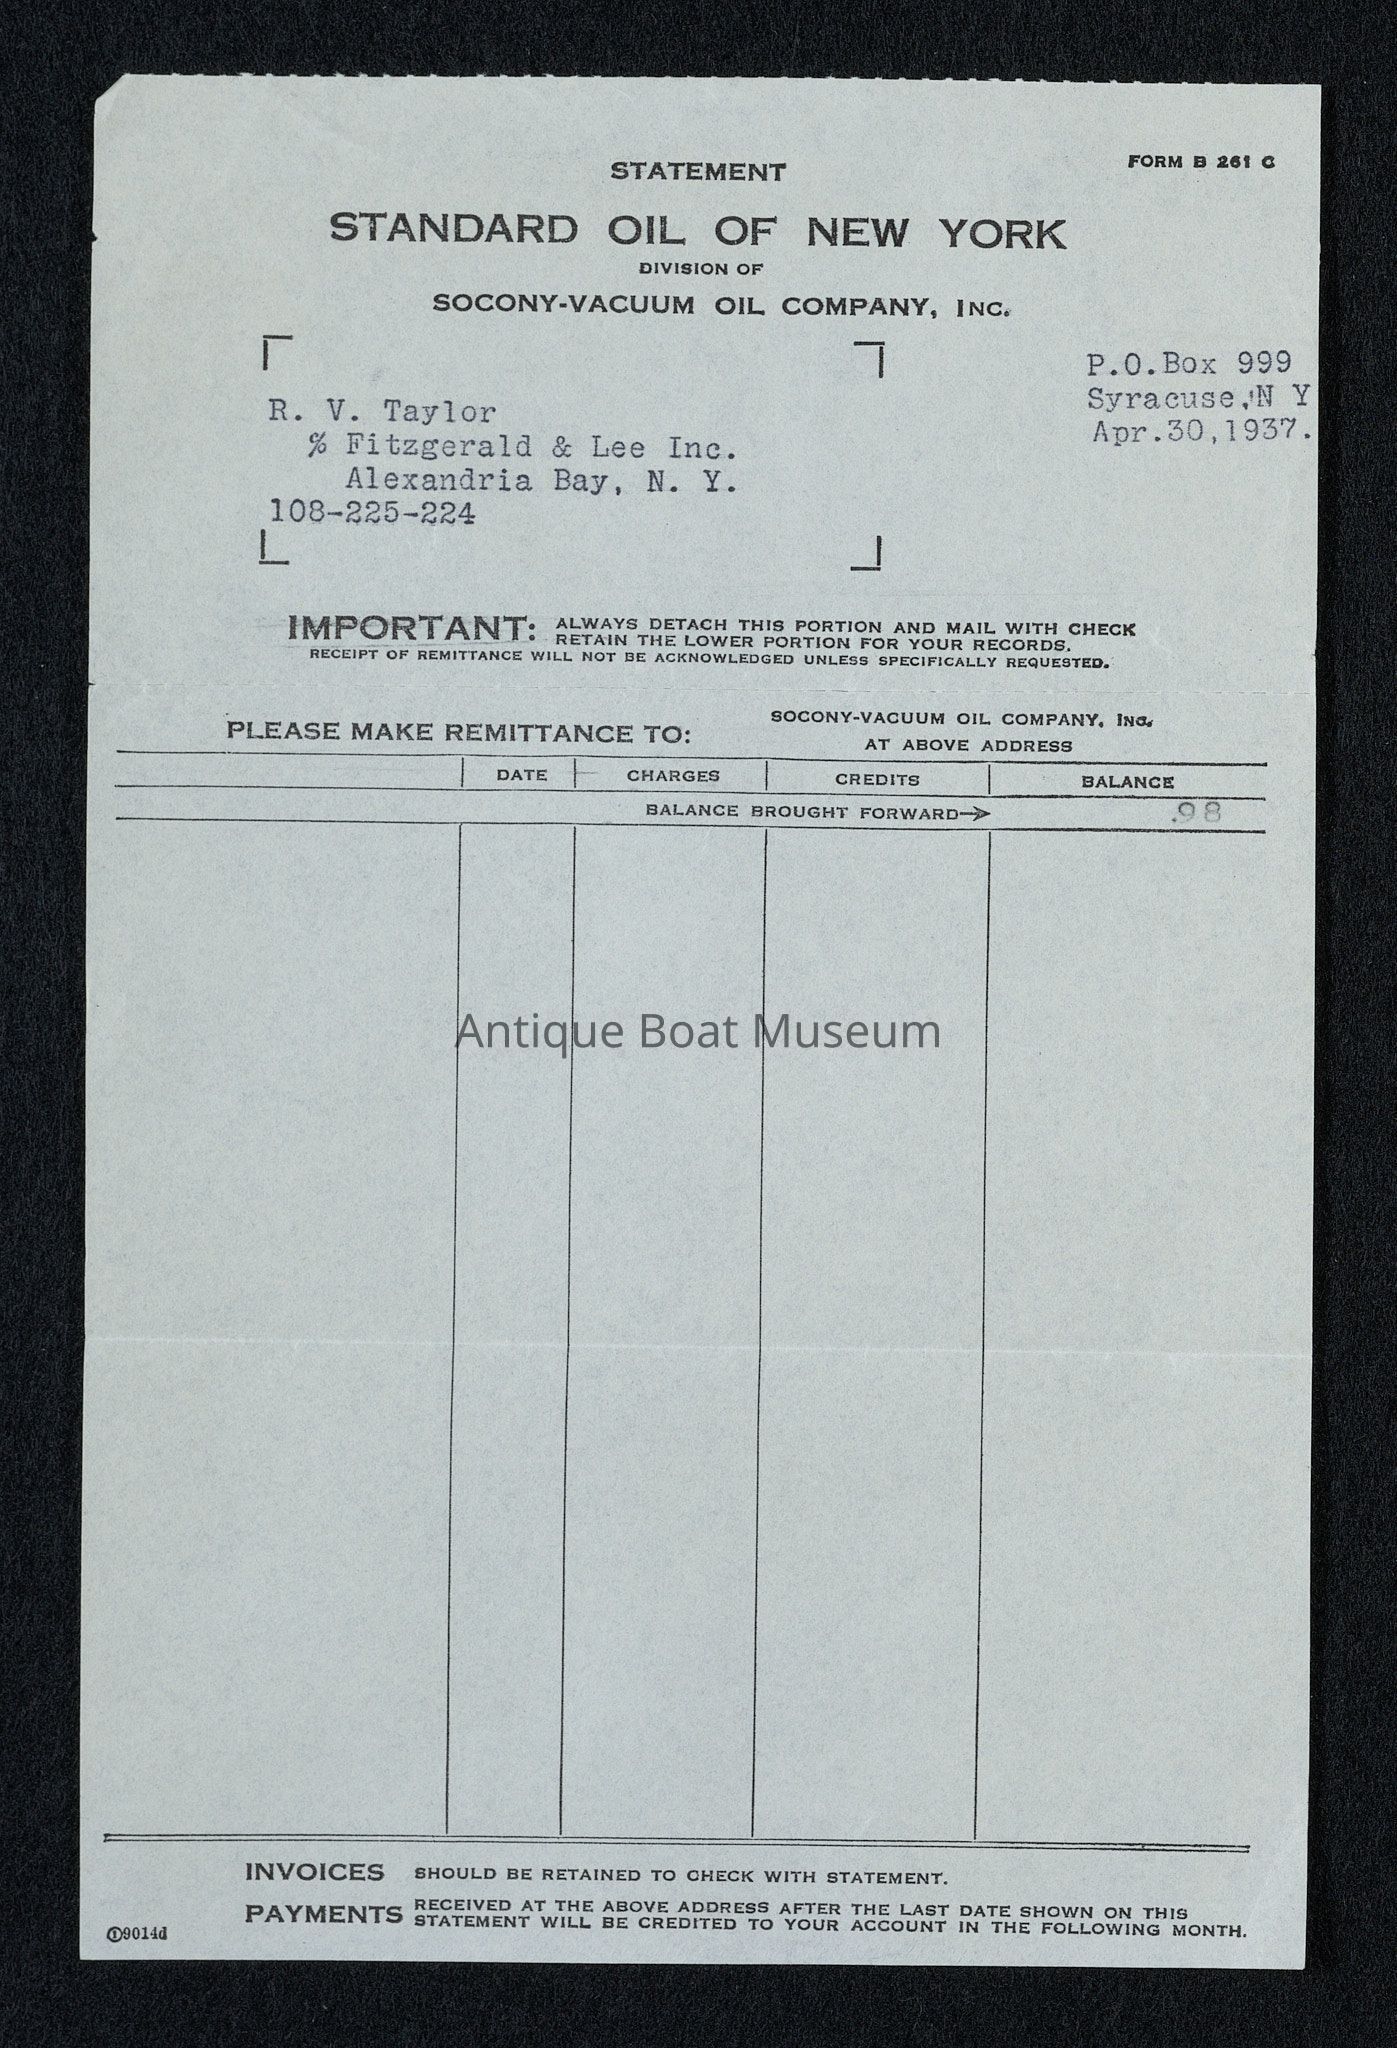 STATEMENT
FORM B 261 C
STANDARD OIL OF NEW YORK
DIVISION OF
SOCONY-VACUUM OIL COMPANY, INC.
P.O.Box 999
Syracuse, N Y
Apr.30,1937.
R. V. Taylor
% Fitzgerald & Lee Inc.
Alexandria Bay, N. Y.
108-225-224
IMPORTANT: ALWAYS DETACH THIS PORTION AND MAIL WITH CHECK
RETAIN THE LOWER PORTION FOR YOUR RECORDS.
RECEIPT OF REMITTANCE WILL NOT BE ACKNOWLEDGED UNLESS SPECIFICALLY REQUESTED.
PLEASE MAKE REMITTANCE TO: SOCONY-VACUUM OIL COMPANY, INC.
AT ABOVE ADDRESS
DATE CHARGES CREDITS BALANCE
BALANCE BROUGHT FORWARD .98
Antique Boat Museum
INVOICES SHOULD BE RETAINED TO CHECK WITH STATEMENT.
PAYMENTS RECEIVED AT THE ABOVE ADDRESS AFTER THE LAST DATE SHOWN ON THIS
STATEMENT WILL BE CREDITED TO YOUR ACCOUNT IN THE FOLLOWING MONTH.
9014d